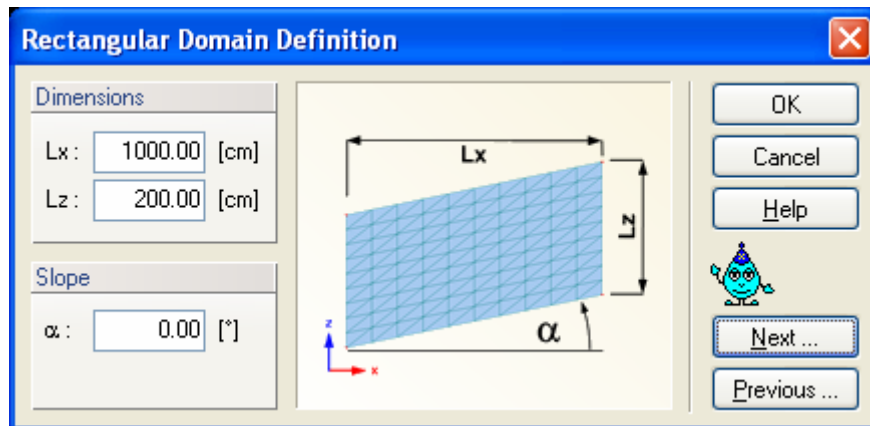 Rectangular Domain Definition
Dimensions
Lx : 1000.00 [cm]
Lz : 200.00 [cm]
Slope
α : 0.00 [°]
Lx
Lz
α
z
x
OK
Cancel
Help
Next ...
Previous ...